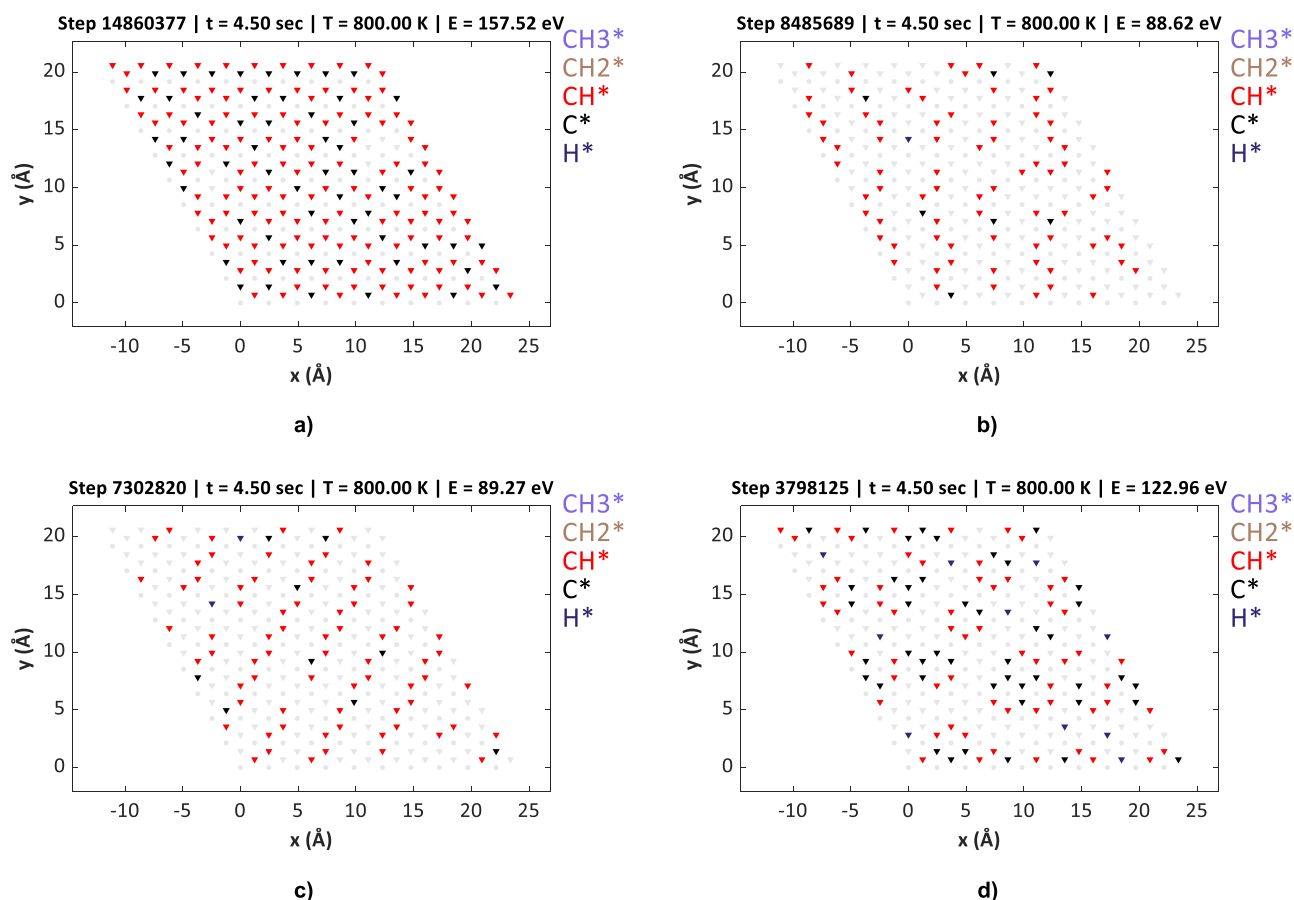 Step 14860377 | t = 4.50 sec | T = 800.00 K | E = 157.52 eV
CH3*
CH2*
CH*
C*
H*
20
15
10
5
0
y (Å)
-10 -5 0 5 10 15 20
x (Å)
a)
Step 8485689 | t = 4.50 sec | T = 800.00 K | E = 88.62 eV
CH3*
CH2*
CH*
C*
H*
20
15
10
5
0
y (Å)
-10 -5 0 5 10 15 20
x (Å)
b)
Step 7302820 | t = 4.50 sec | T = 800.00 K | E = 89.27 eV
CH3*
CH2*
CH*
C*
H*
20
15
10
5
0
y (Å)
-10 -5 0 5 10 15 20
x (Å)
c)
Step 3798125 | t = 4.50 sec | T = 800.00 K | E = 122.96 eV
CH3*
CH2*
CH*
C*
H*
20
15
10
5
0
y (Å)
-10 -5 0 5 10 15 20
x (Å)
d)